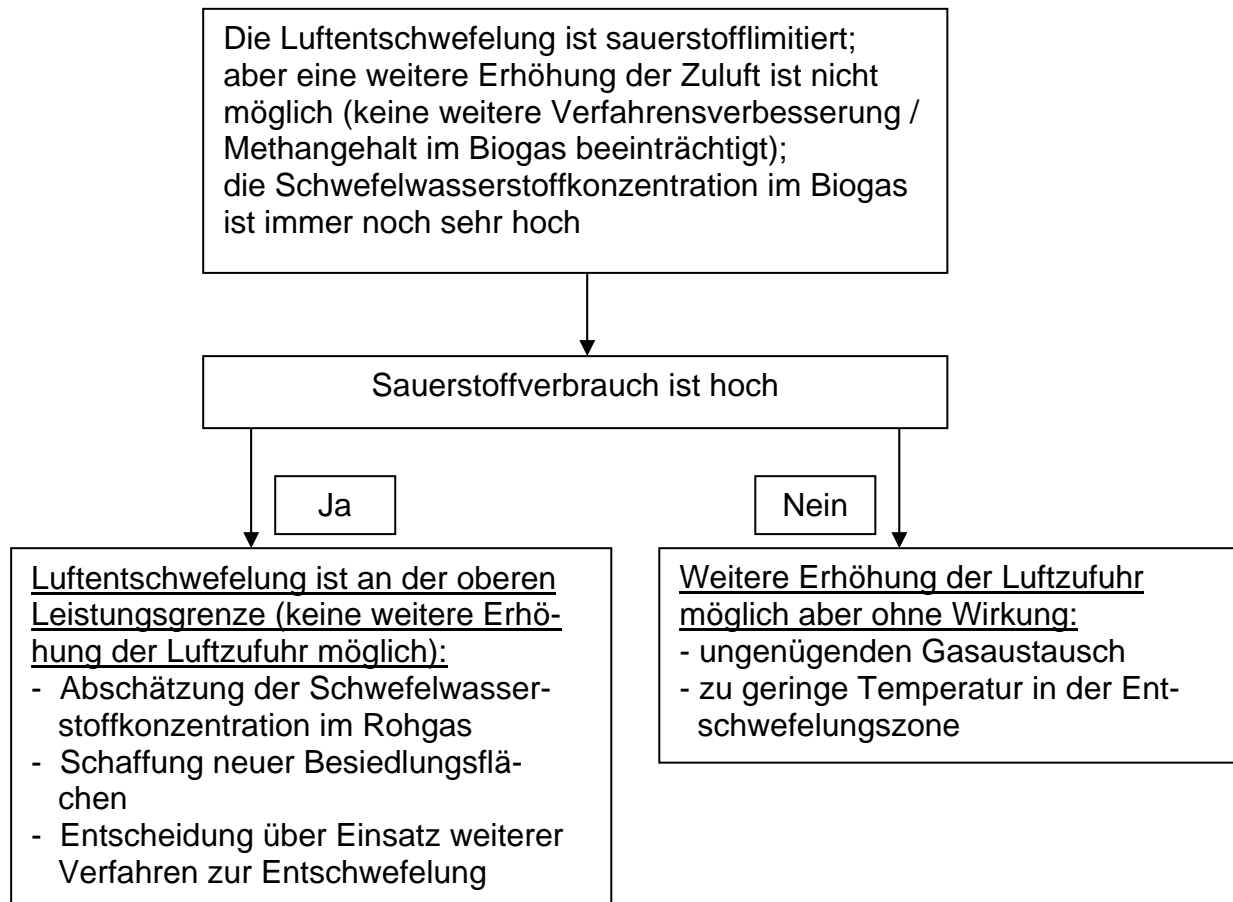 Die Luftentschwefelung ist sauerstofflimitiert;
aber eine weitere Erhöhung der Zuluft ist nicht
möglich (keine weitere Verfahrensverbesserung /
Methangehalt im Biogas beeinträchtigt);
die Schwefelwasserstoffkonzentration im Biogas
ist immer noch sehr hoch
Sauerstoffverbrauch ist hoch
Ja
Nein
Luftentschwefelung ist an der oberen
Leistungsgrenze (keine weitere Erhö-
hung der Luftzufuhr möglich):
- Abschätzung der Schwefelwasser-
stoffkonzentration im Rohgas
- Schaffung neuer Besiedlungsflä-
chen
- Entscheidung über Einsatz weiterer
Verfahren zur Entschwefelung
Weitere Erhöhung der Luftzufuhr
möglich aber ohne Wirkung:
- ungenügenden Gasaustausch
- zu geringe Temperatur in der Ent-
schwefelungszone